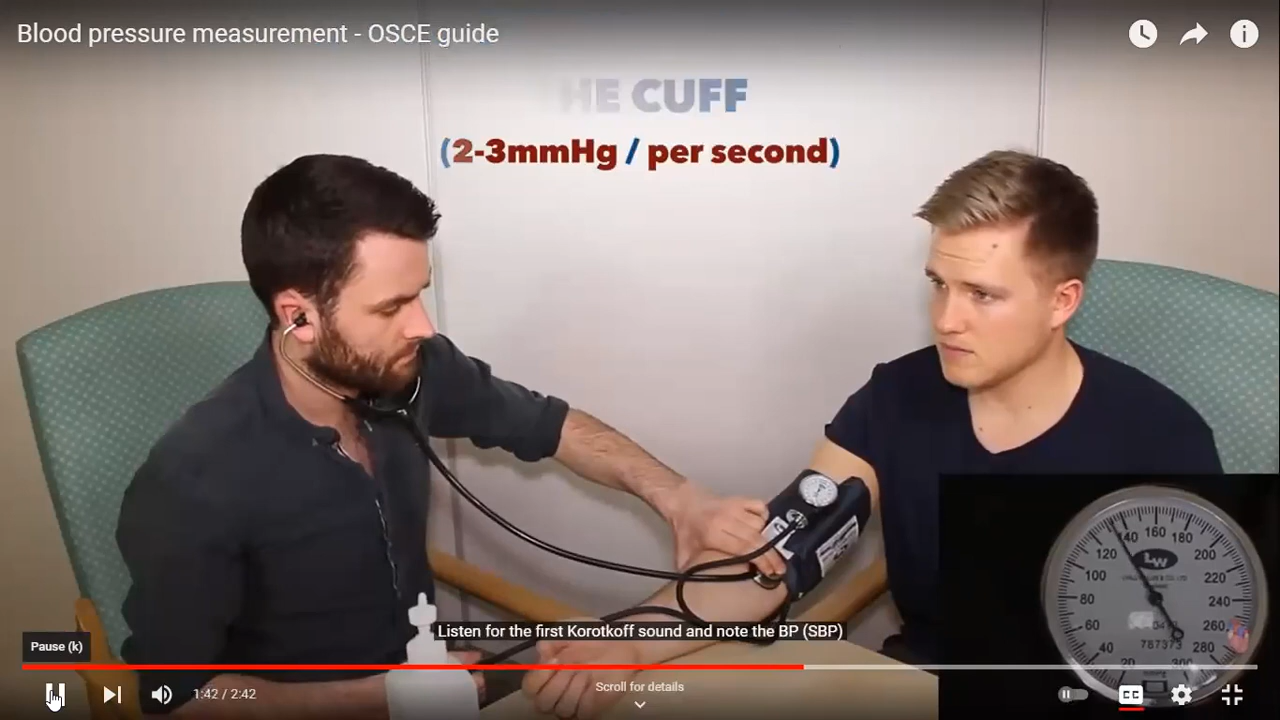 Blood pressure measurement - OSCE guide
HE CUFF
(2-3mmHg / per second)
160
140
180
120
LW
200
100
220
80
240
60
260
787373
40
280
20
300
Listen for the first Korotkoff sound and note the BP (SBP)
Pause (k)
1:42 / 2:42
Scroll for details
CC